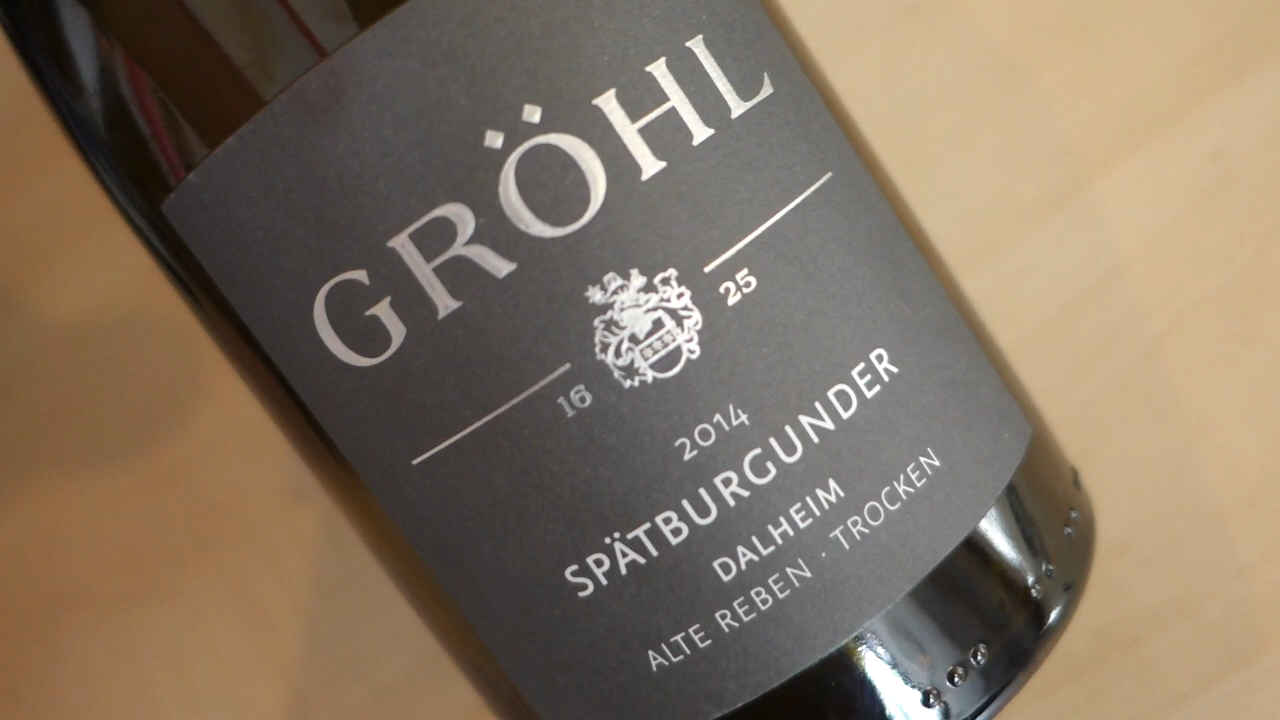 GRÖHL
16 25
2014
SPÄTBURGUNDER
DALHEIM
ALTE REBEN · TROCKEN